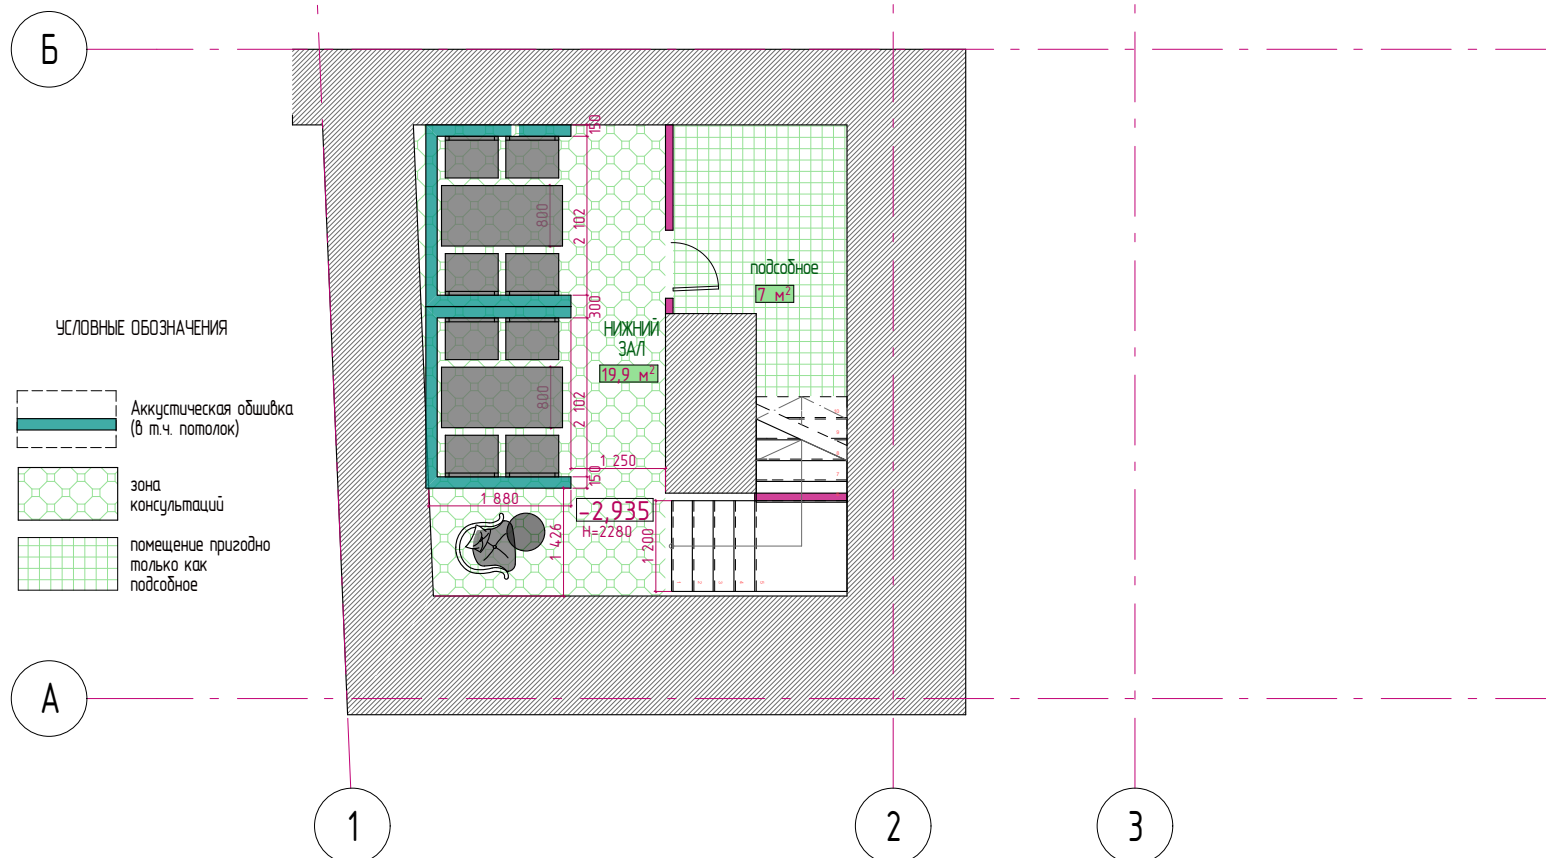 Б
150
800
2 102
подсобное
7 м²
300
УСЛОВНЫЕ ОБОЗНАЧЕНИЯ
НИЖНИЙ
ЗАЛ
19,9 м²
Аккустическая обшивка
(в т.ч. потолок)
800
2 102
1 250
150
зона
консультаций
1 880
-2,935
Н=2280
1 426
1 200
помещение пригодно
только как
подсобное
А
1
2
3